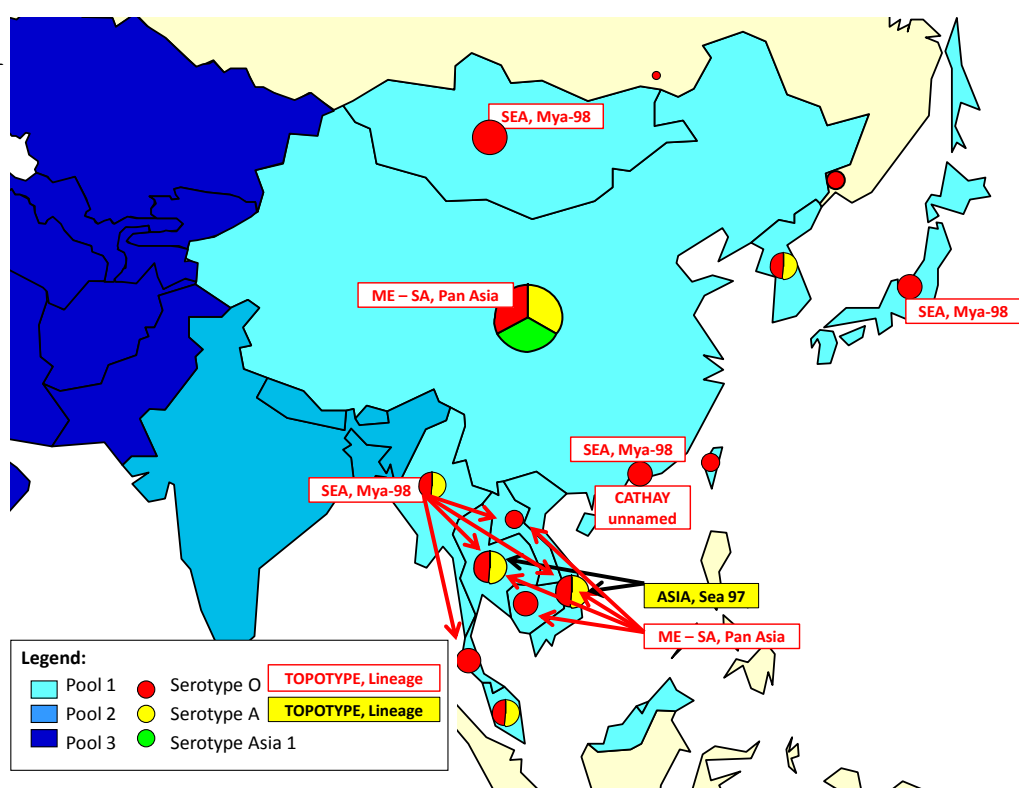 SEA, Mya-98
ME – SA, Pan Asia
SEA, Mya-98
SEA, Mya-98
SEA, Mya-98
CATHAY
unnamed
ASIA, Sea 97
ME – SA, Pan Asia
Legend:
Pool 1
Serotype O
TOPOTYPE, Lineage
Pool 2
Serotype A
TOPOTYPE, Lineage
Pool 3
Serotype Asia 1